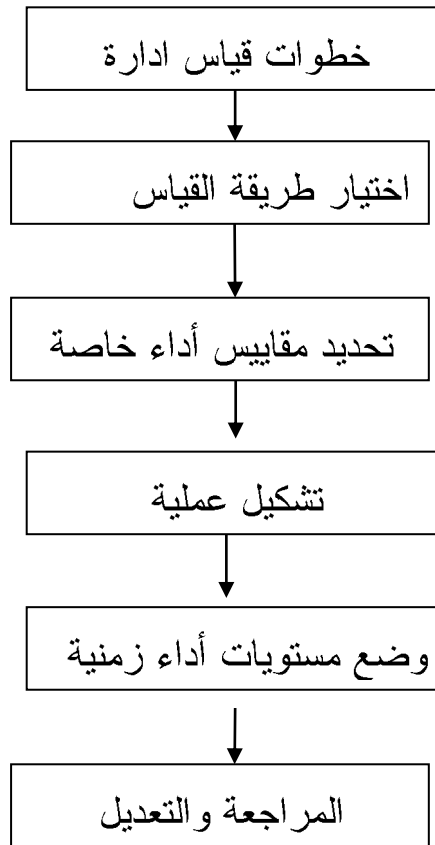 خطوات قياس ادارة
اختيار طريقة القياس
تحديد مقاييس أداء خاصة
تشكيل عملية
وضع مستويات أداء زمنية
المراجعة والتعديل